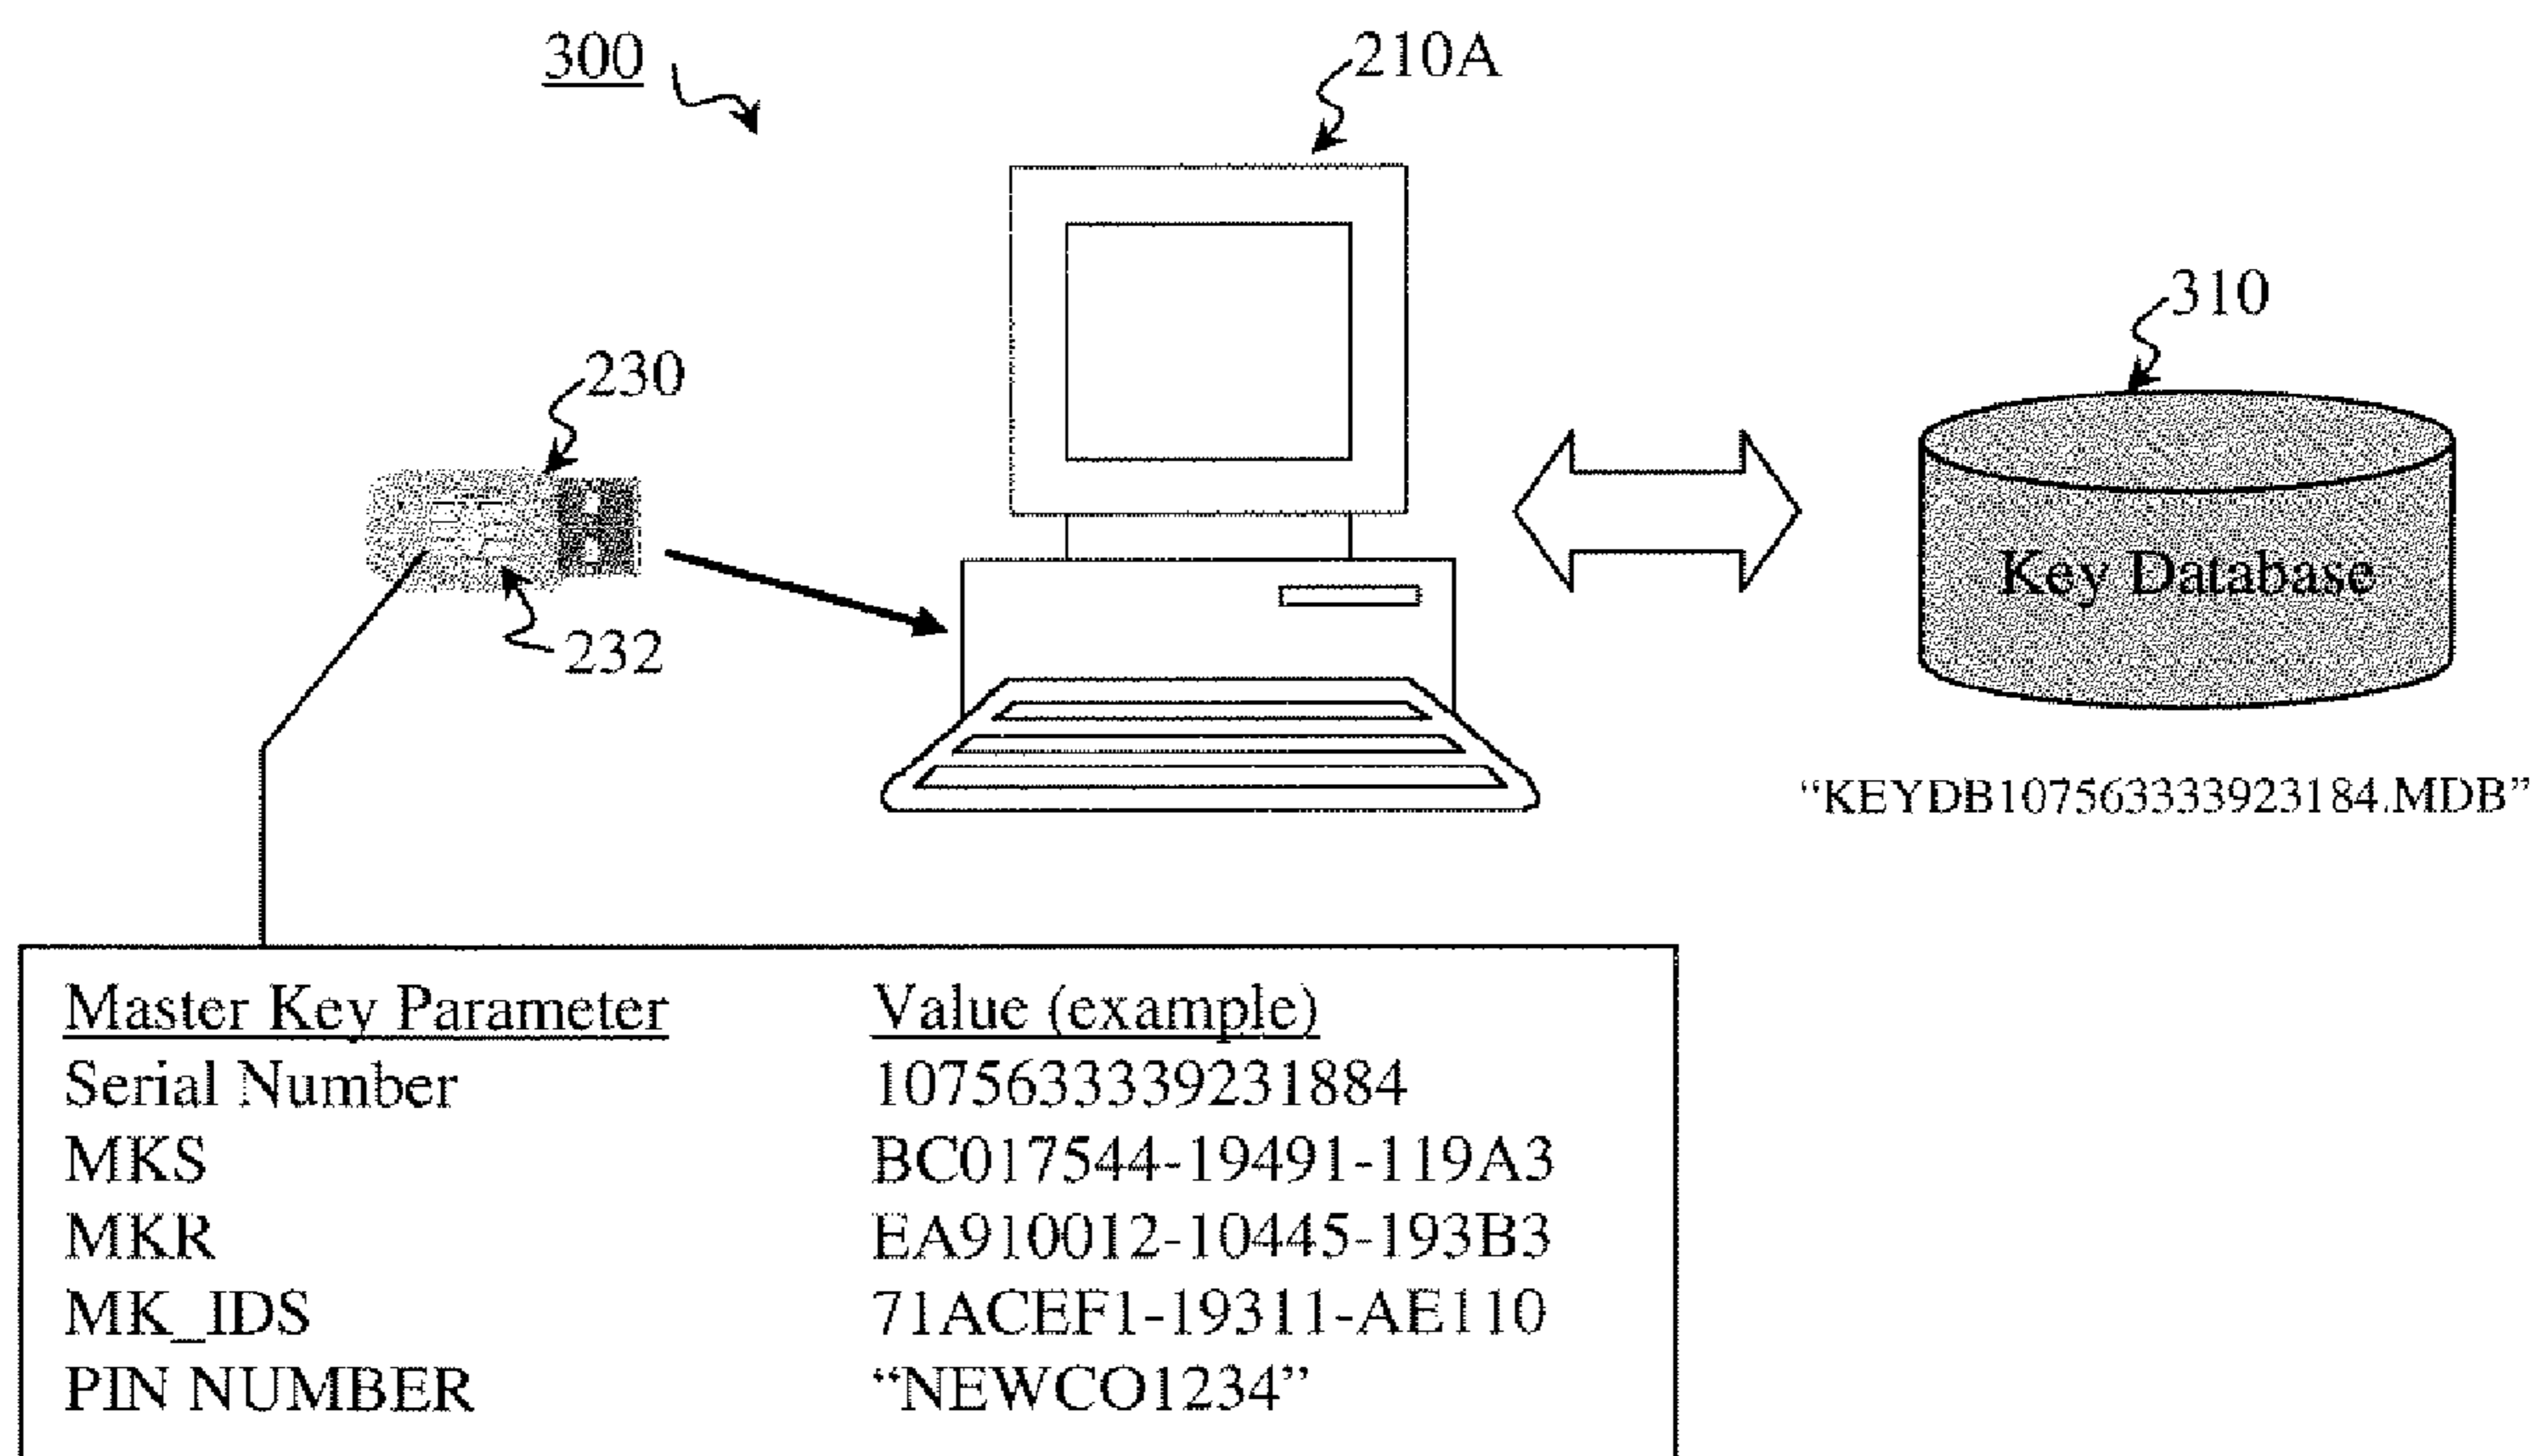 300
210A
310
230
232
Key Database
“KEYDB107563333923184.MDB”
Master Key Parameter Value (example)
Serial Number 1075633339231884
MKS BC017544-19491-119A3
MKR EA910012-10445-193B3
MK_IDS 71ACEF1-19311-AE110
PIN NUMBER “NEWCO1234”